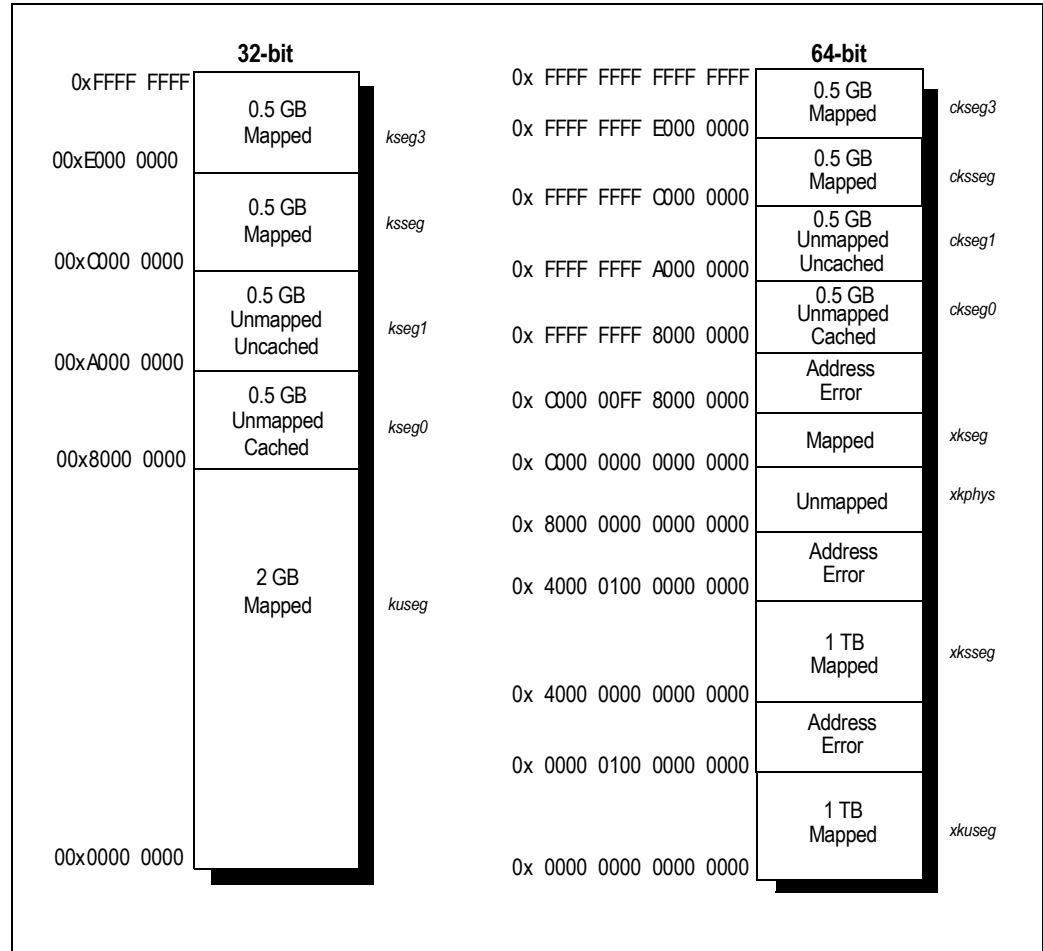 32-bit
0xFFFF FFFF
0.5 GB
Mapped
kseg3
00xE000 0000
0.5 GB
Mapped
ksseg
00xC000 0000
0.5 GB
Unmapped
Uncached
kseg1
00xA000 0000
0.5 GB
Unmapped
Cached
kseg0
00x8000 0000
2 GB
Mapped
kuseg
00x0000 0000
64-bit
0x FFFF FFFF FFFF FFFF
0.5 GB
Mapped
ckseg3
0x FFFF FFFF E000 0000
0.5 GB
Mapped
cksseg
0x FFFF FFFF C000 0000
0.5 GB
Unmapped
Uncached
ckseg1
0x FFFF FFFF A000 0000
0.5 GB
Unmapped
Cached
ckseg0
0x FFFF FFFF 8000 0000
Address
Error
0x C000 00FF 8000 0000
Mapped
xkseg
0x C000 0000 0000 0000
Unmapped
xkphys
0x 8000 0000 0000 0000
Address
Error
0x 4000 0100 0000 0000
1 TB
Mapped
xksseg
0x 4000 0000 0000 0000
Address
Error
0x 0000 0100 0000 0000
1 TB
Mapped
xkuseg
0x 0000 0000 0000 0000